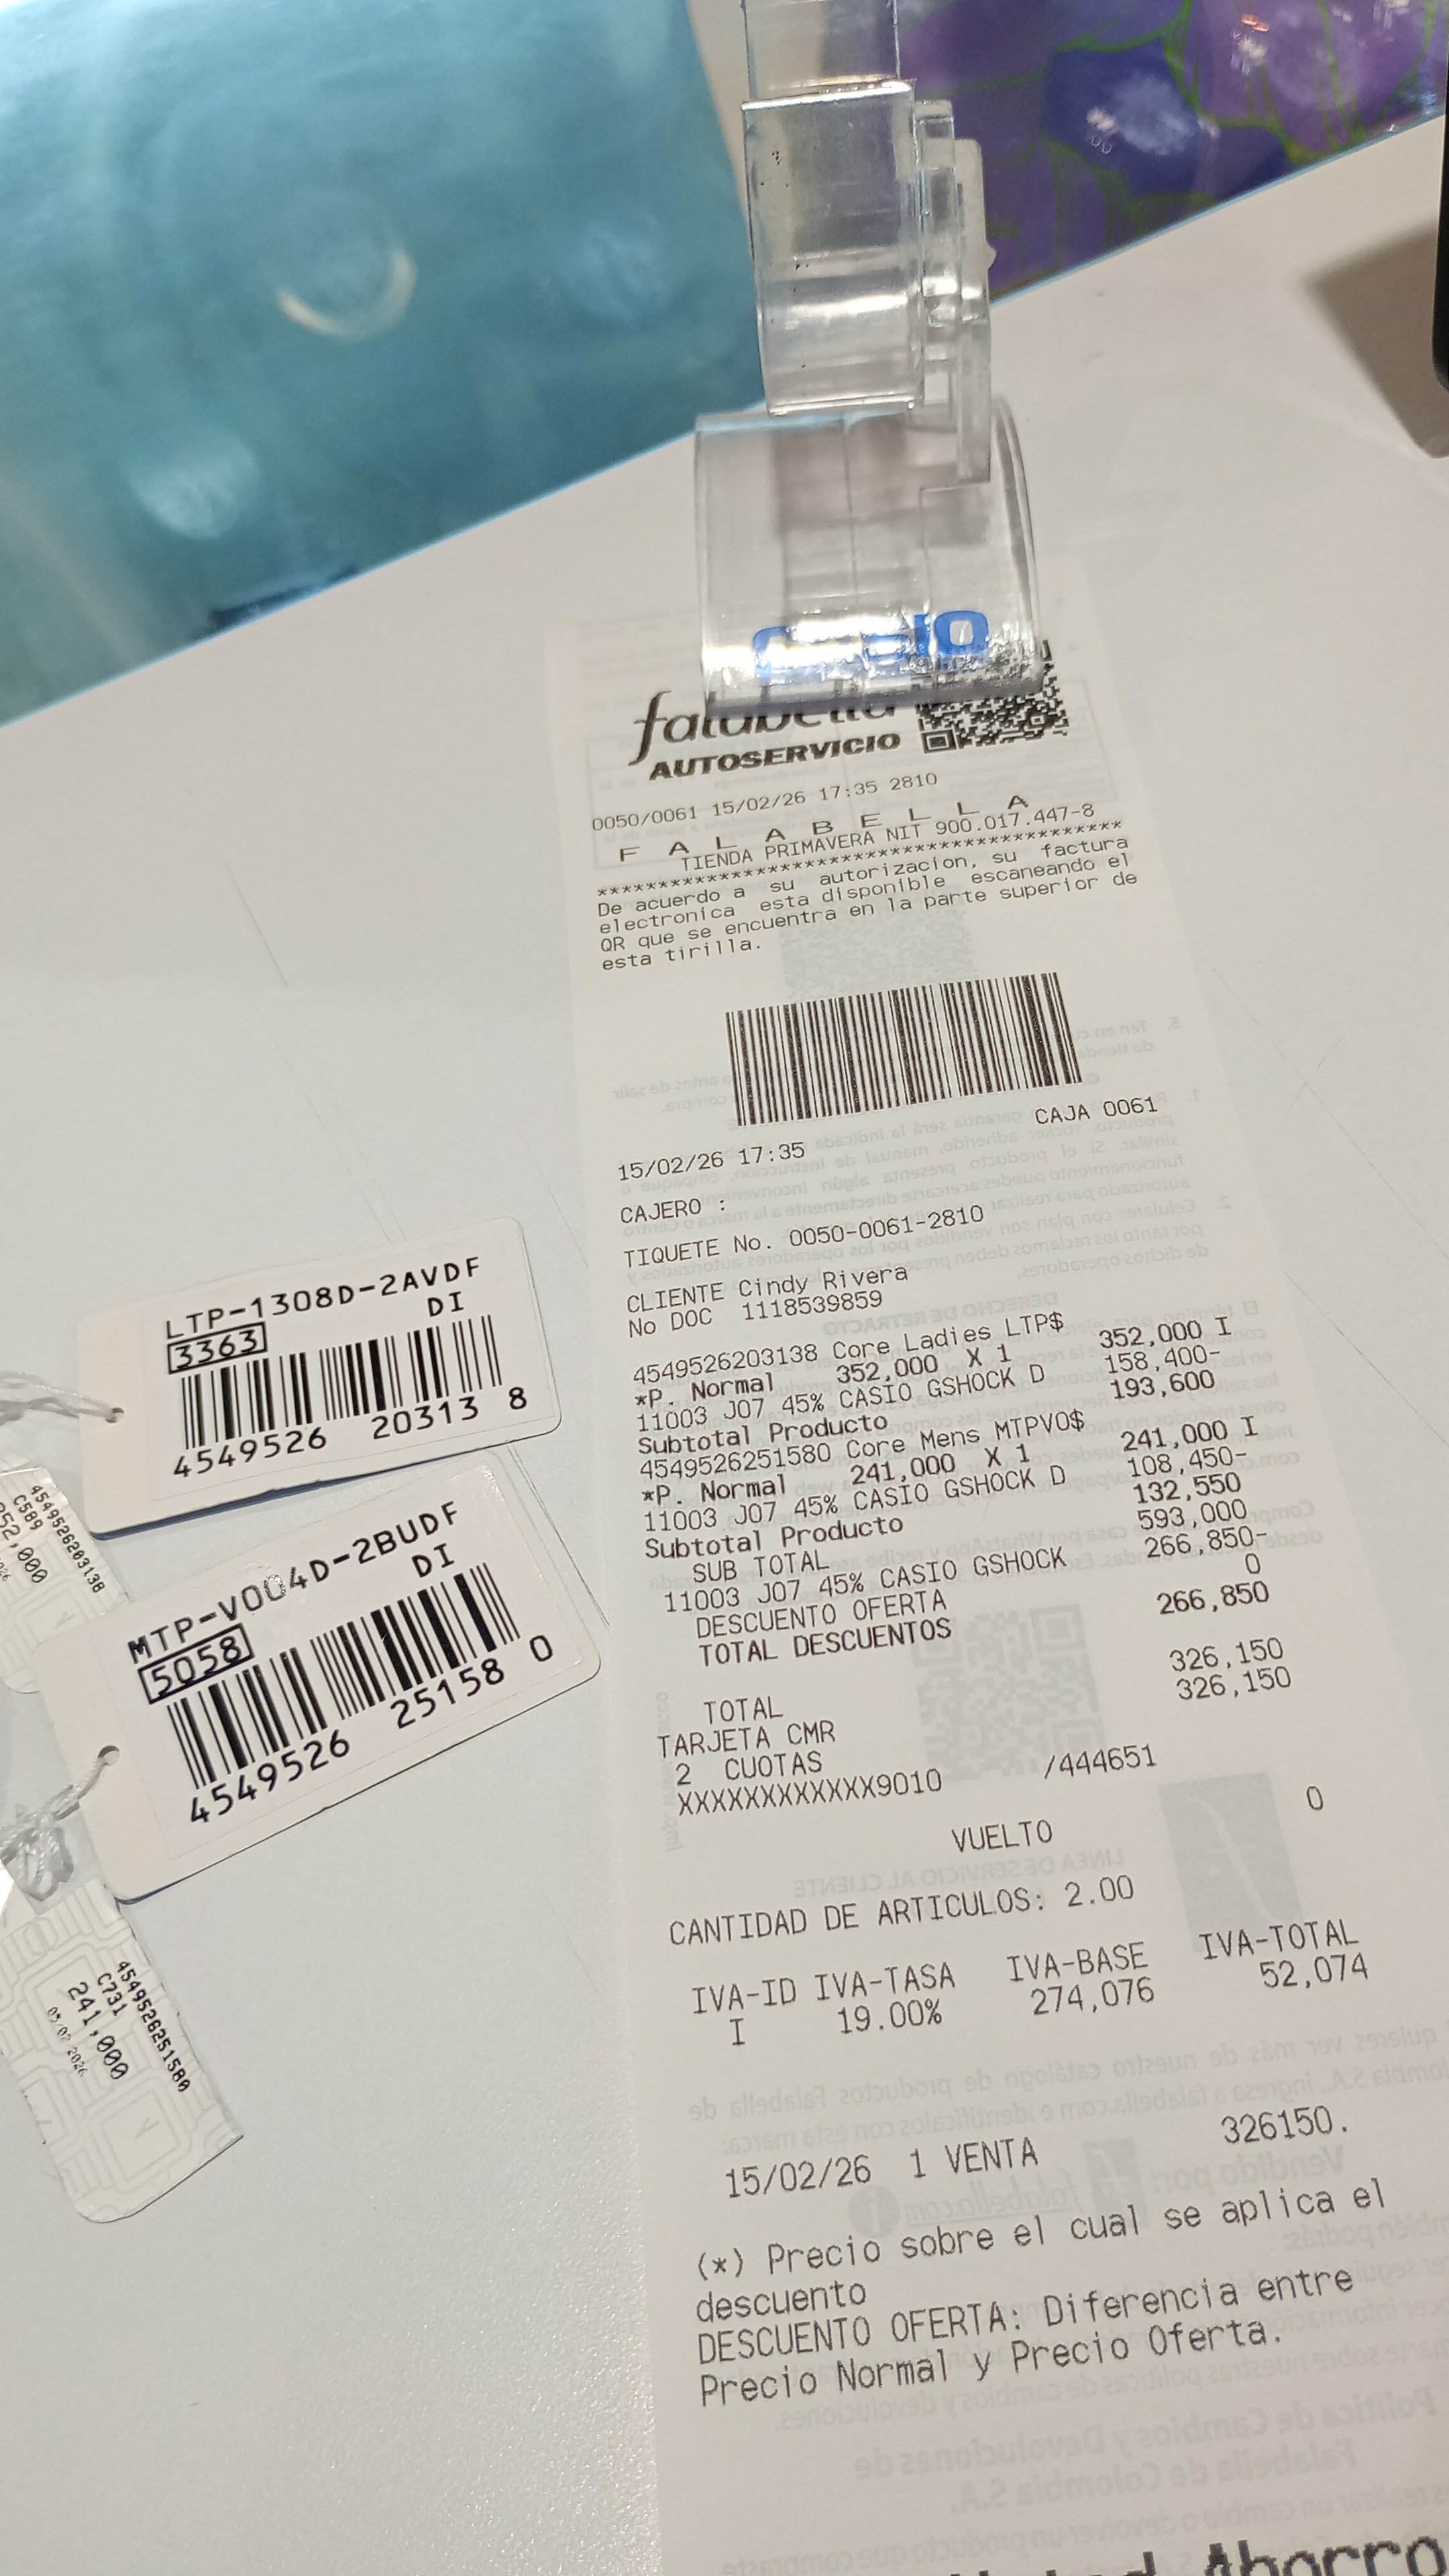 CASIO
falabella
AUTOSERVICIO
0050/0061 15/02/26 17:35 2810
F A L A B E L L A
TIENDA PRIMAVERA NIT 900.017.447-8
******************************************
De acuerdo a su autorizacion, su factura
electronica esta disponible escaneando el
QR que se encuentra en la parte superior de
esta tirilla.
15/02/26 17:35 CAJA 0061
CAJERO :
TIQUETE No. 0050-0061-2810
CLIENTE Cindy Rivera
No DOC 1118539859
4549526203138 Core Ladies LTP$ 352,000 I
*P. Normal 352,000 X 1
11003 J07 45% CASIO GSHOCK D 158,400-
Subtotal Producto 193,600
4549526251580 Core Mens MTPV0$ 241,000 I
*P. Normal 241,000 X 1
11003 J07 45% CASIO GSHOCK D 108,450-
Subtotal Producto 132,550
SUB TOTAL 593,000
11003 J07 45% CASIO GSHOCK 266,850-
DESCUENTO OFERTA 0
TOTAL DESCUENTOS 266,850
TOTAL 326,150
TARJETA CMR 326,150
2 CUOTAS
XXXXXXXXXXXX9010 /444651
VUELTO 0
CANTIDAD DE ARTICULOS: 2.00
IVA-ID IVA-TASA IVA-BASE IVA-TOTAL
I 19.00% 274,076 52,074
15/02/26 1 VENTA 326150.
(*) Precio sobre el cual se aplica el
descuento
DESCUENTO OFERTA: Diferencia entre
Precio Normal y Precio Oferta.
Ahorro
LTP-1308D-2AVDF
DI
3363
4549526 20313 8
4549526203138
C589
MTP-V004D-2BUDF
DI
5058
4549526 25158 0
4549526251580
C731
241,000